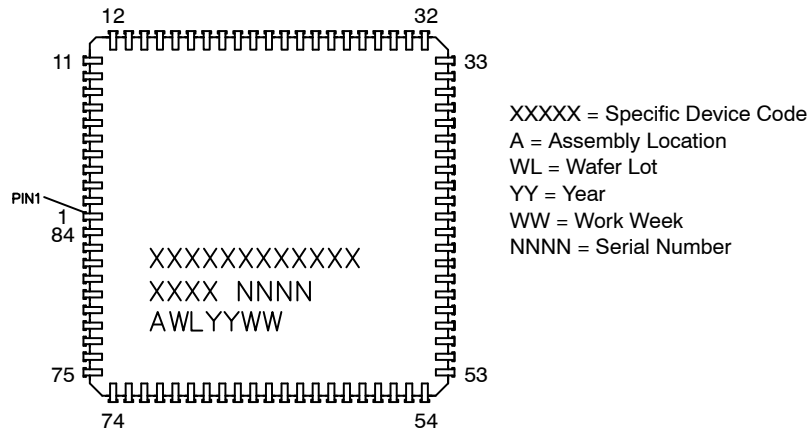 12 32
11 33
PIN1
1
84
XXXXXXXXXXXX
XXXX NNNN
AWLYYWW
75 53
74 54
XXXXX = Specific Device Code
A = Assembly Location
WL = Wafer Lot
YY = Year
WW = Work Week
NNNN = Serial Number